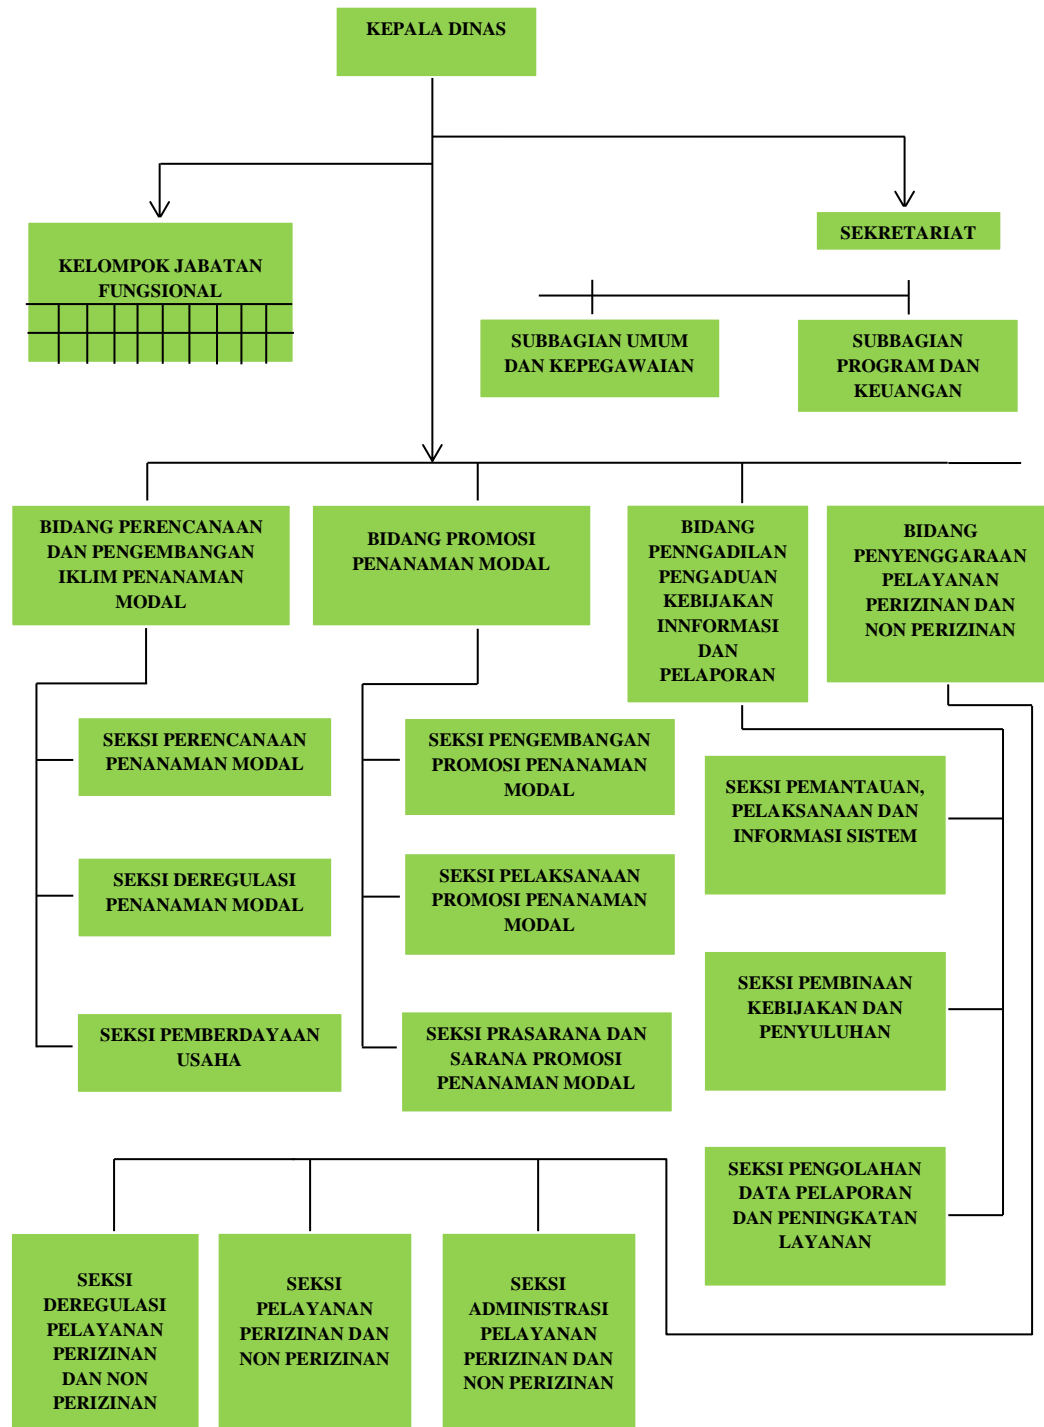 KEPALA DINAS
KELOMPOK JABATAN
FUNGSIONAL
SEKRETARIAT
SUBBAGIAN UMUM
DAN KEPEGAWAIAN
SUBBAGIAN
PROGRAM DAN
KEUANGAN
BIDANG PERENCANAAN
DAN PENGEMBANGAN
IKLIM PENANAMAN
MODAL
BIDANG PROMOSI
PENANAMAN MODAL
BIDANG
PENNGADILAN
PENGADUAN
KEBIJAKAN
INNFORMASI
DAN
PELAPORAN
BIDANG
PENYENGGARAAN
PELAYANAN
PERIZINAN DAN
NON PERIZINAN
SEKSI PERENCANAAN
PENANAMAN MODAL
SEKSI DEREGULASI
PENANAMAN MODAL
SEKSI PEMBERDAYAAN
USAHA
SEKSI PENGEMBANGAN
PROMOSI PENANAMAN
MODAL
SEKSI PELAKSANAAN
PROMOSI PENANAMAN
MODAL
SEKSI PRASARANA DAN
SARANA PROMOSI
PENANAMAN MODAL
SEKSI PEMANTAUAN,
PELAKSANAAN DAN
INFORMASI SISTEM
SEKSI PEMBINAAN
KEBIJAKAN DAN
PENYULUHAN
SEKSI PENGOLAHAN
DATA PELAPORAN
DAN PENINGKATAN
LAYANAN
SEKSI
DEREGULASI
PELAYANAN
PERIZINAN
DAN NON
PERIZINAN
SEKSI
PELAYANAN
PERIZINAN DAN
NON PERIZINAN
SEKSI
ADMINISTRASI
PELAYANAN
PERIZINAN DAN
NON PERIZINAN